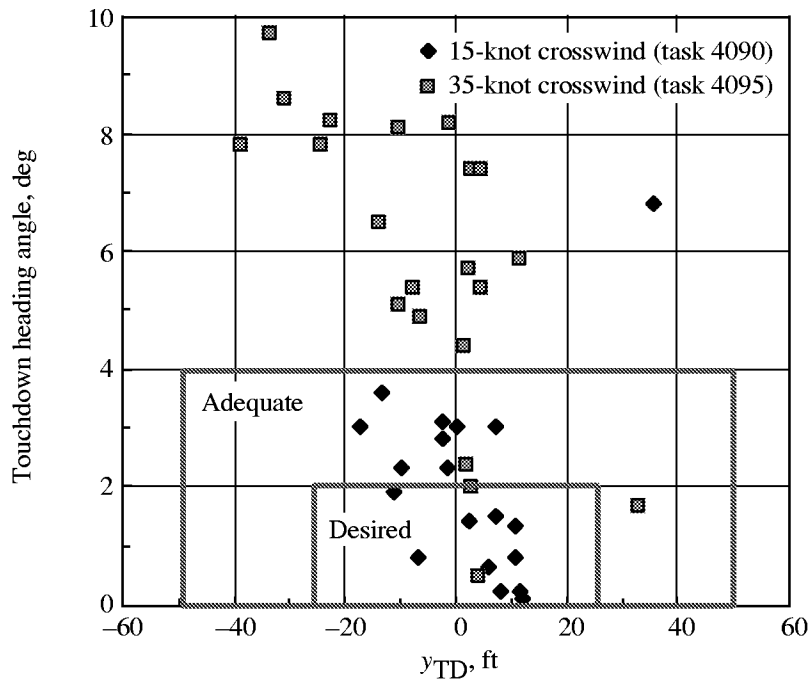 10
8
6
4
2
0
Touchdown heading angle, deg
15-knot crosswind (task 4090)
35-knot crosswind (task 4095)
Adequate
Desired
–60
–40
–20
0
20
40
60
yTD, ft